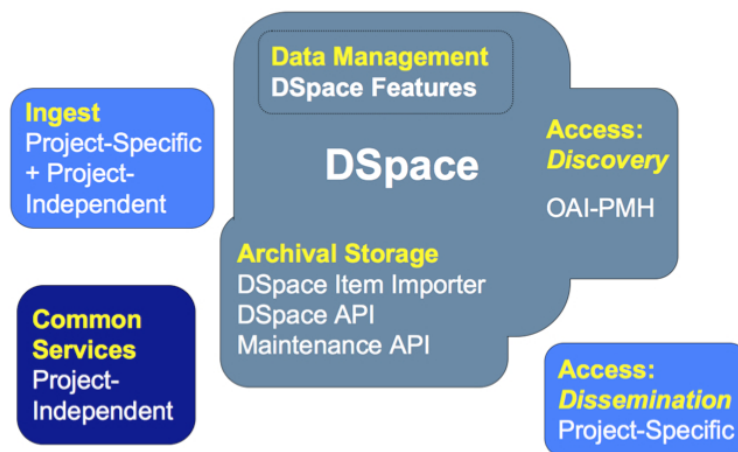 Data Management
DSpace Features
Ingest
Project-Specific
+ Project-
Independent
DSpace
Access:
Discovery
OAI-PMH
Archival Storage
DSpace Item Importer
DSpace API
Maintenance API
Common
Services
Project-
Independent
Access:
Dissemination
Project-Specific